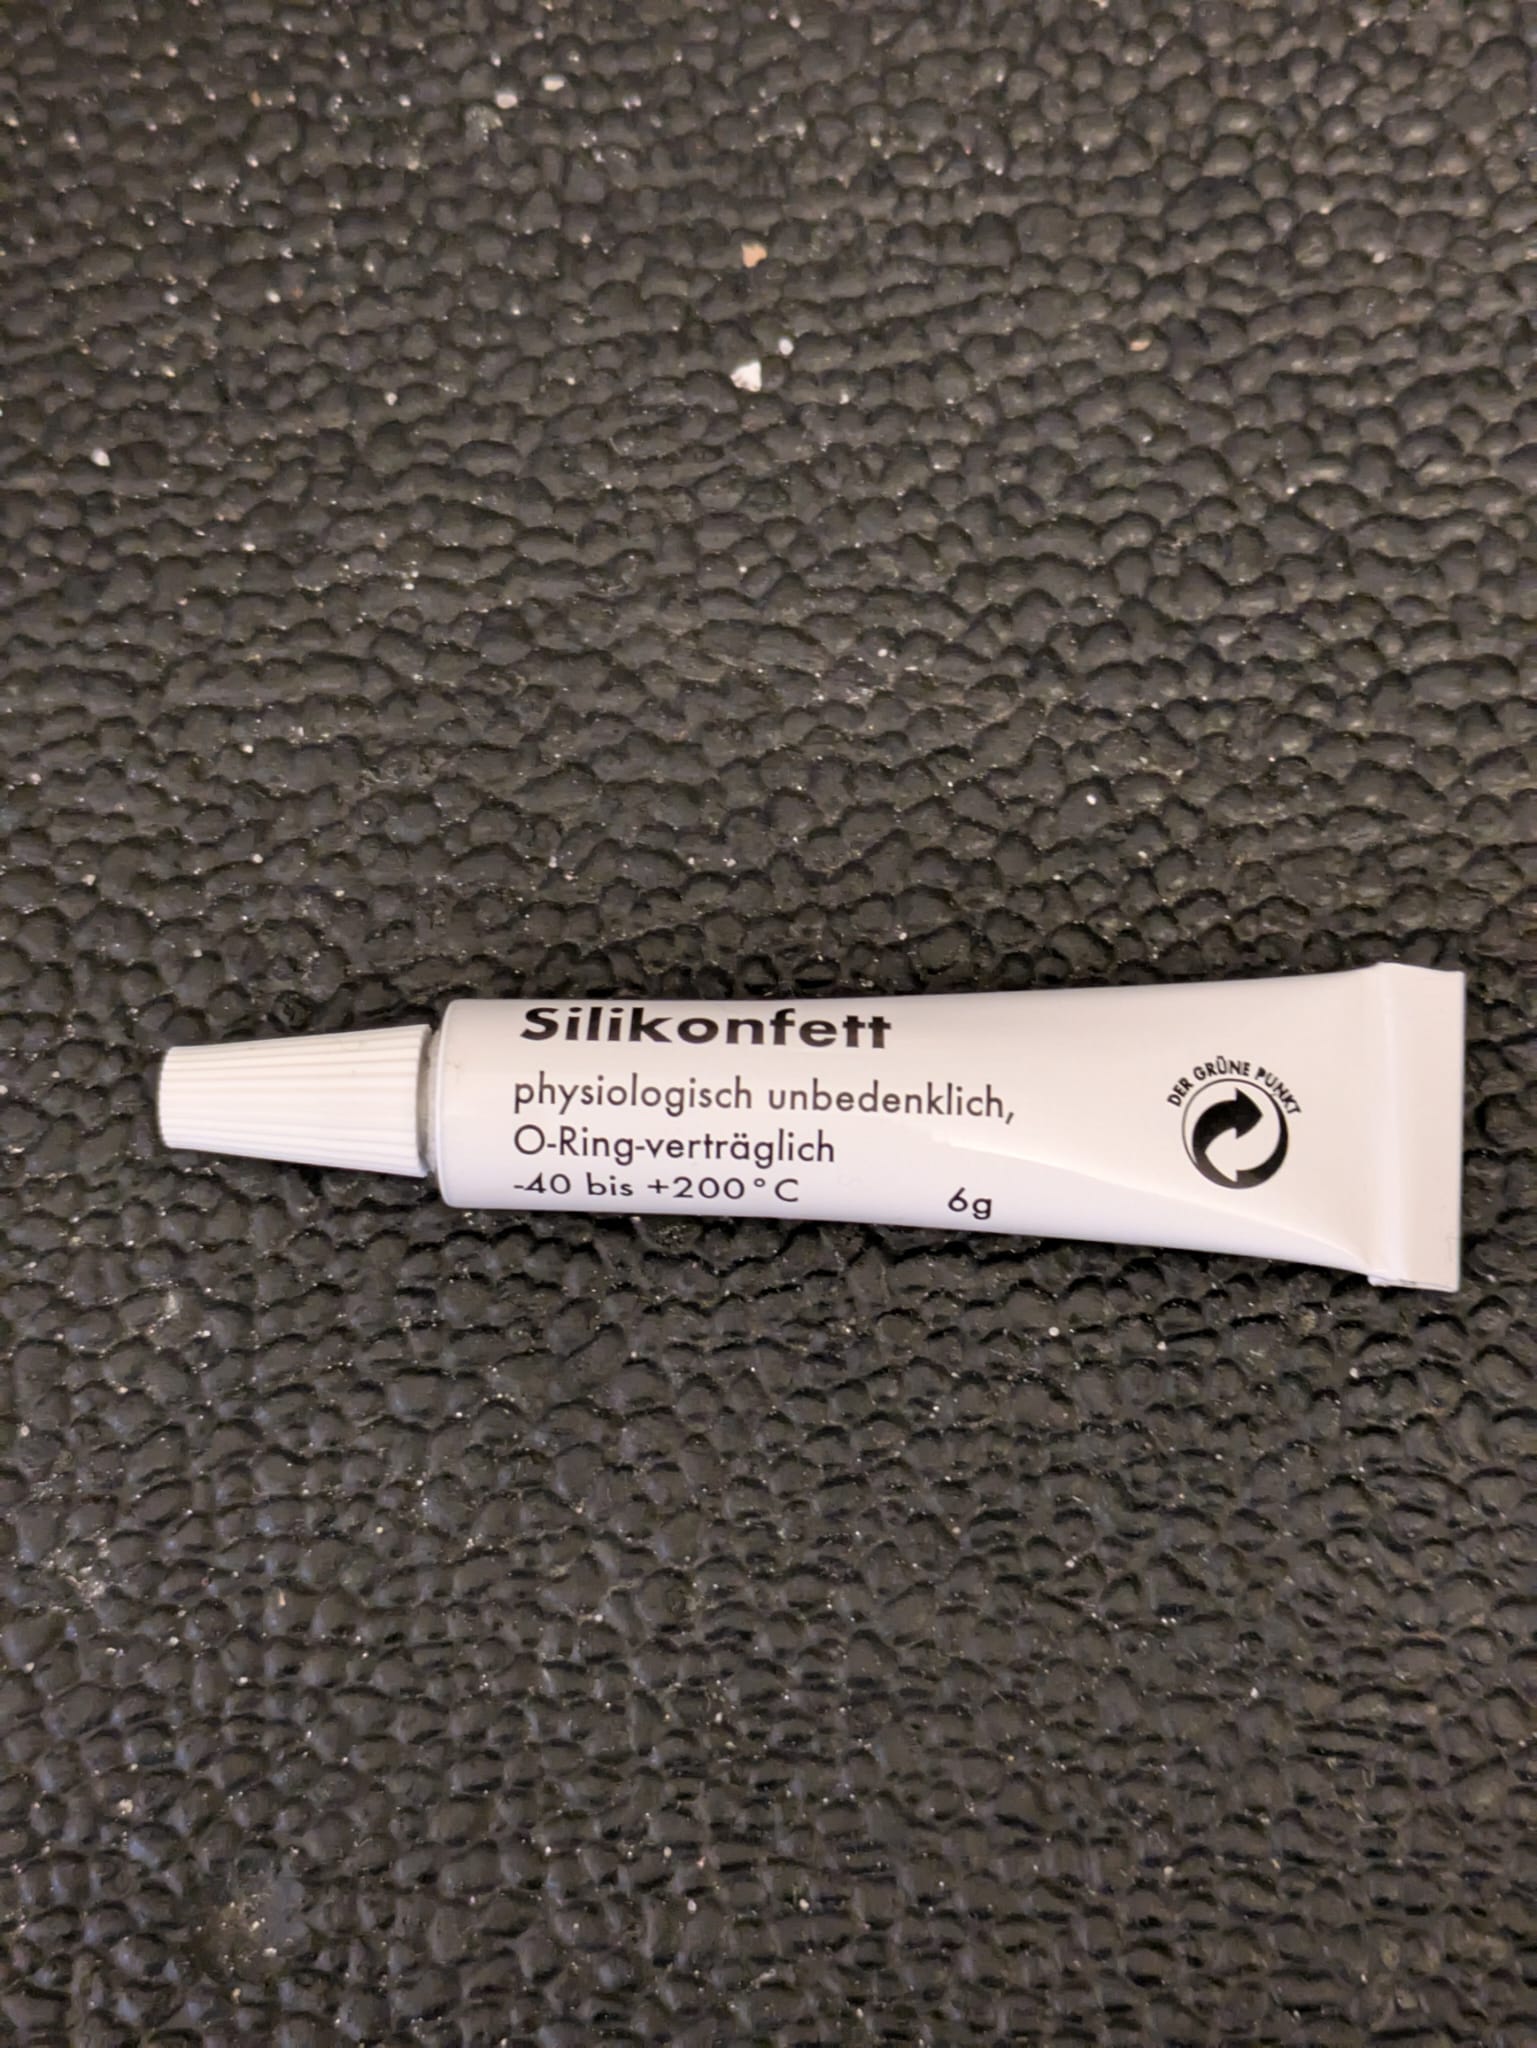 Silikonfett
physiologisch unbedenklich,
O-Ring-verträglich
-40 bis +200°C
6g
DER GRÜNE PUNKT